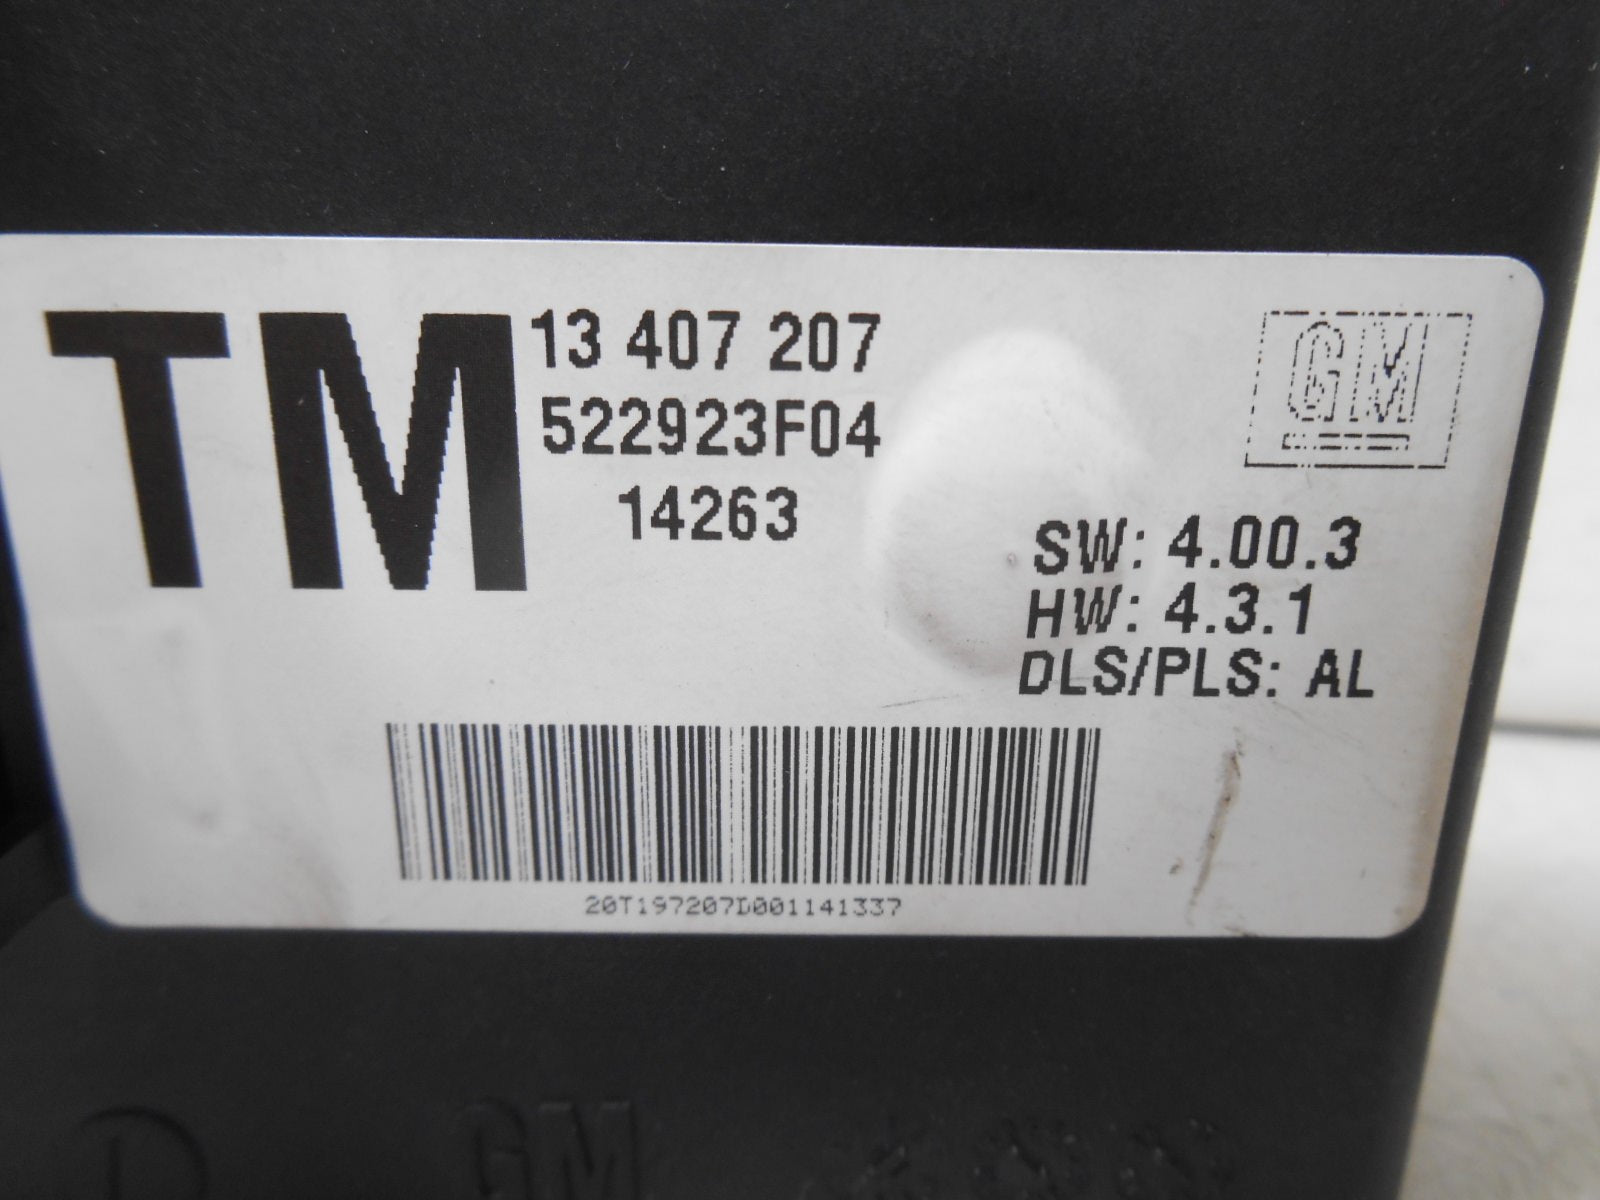 TM
13 407 207
522923F04
14263
GM
SW: 4.00.3
HW: 4.3.1
DLS/PLS: AL
20T197207D001141337
GM